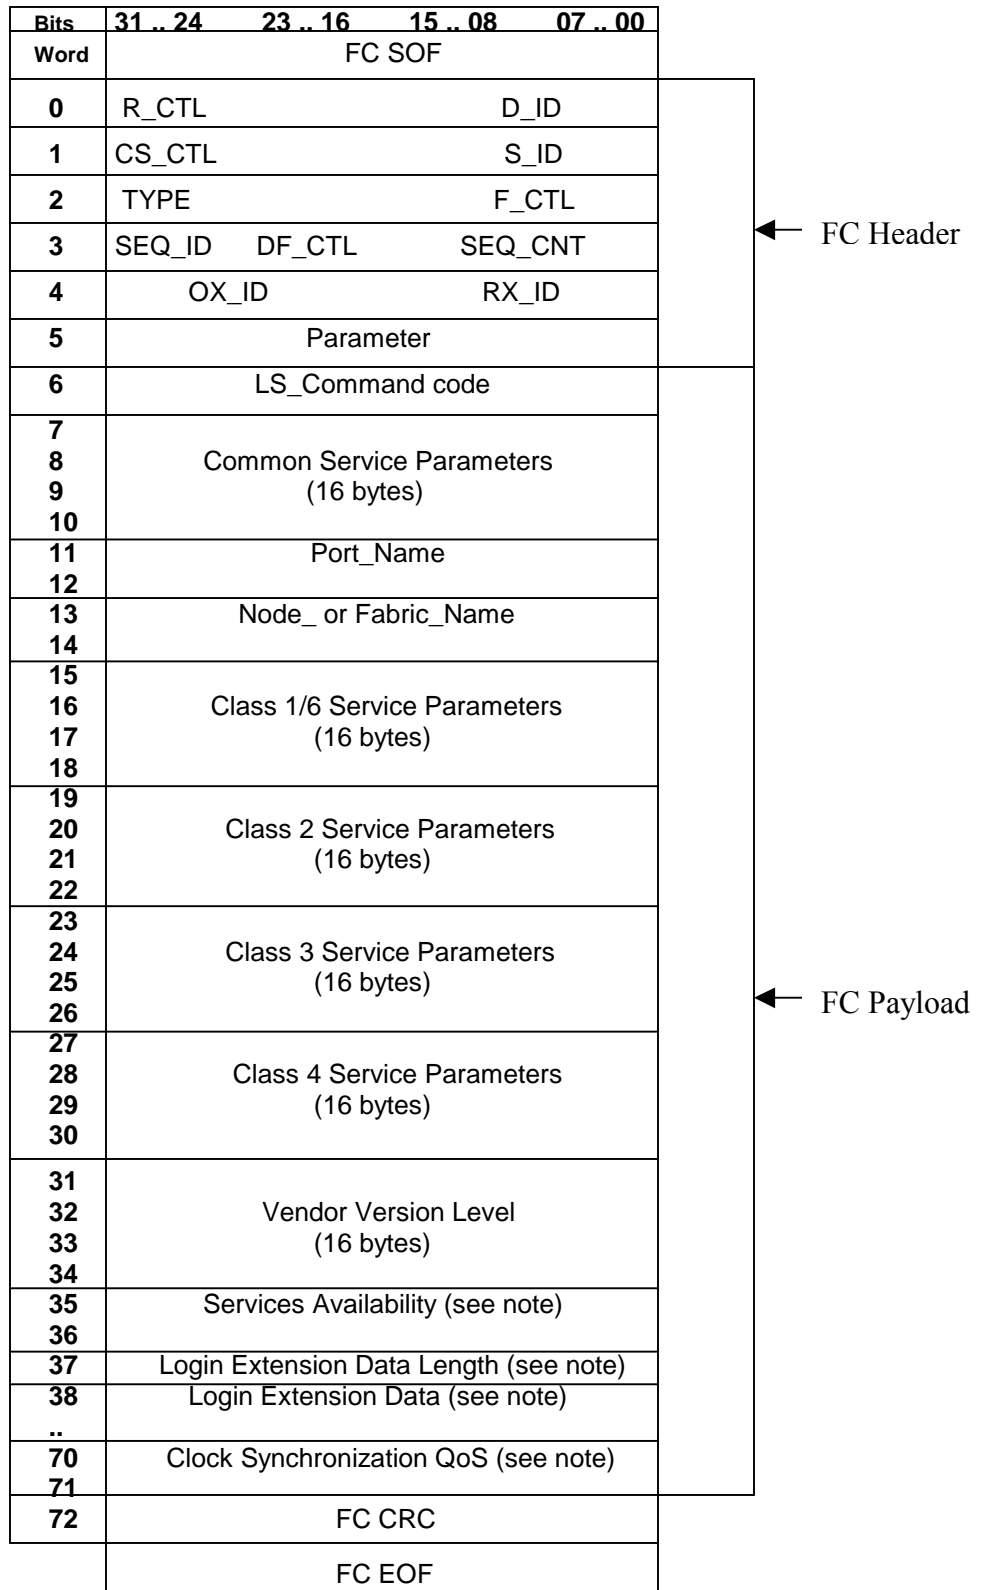 Bits 31 .. 24 23 .. 16 15 .. 08 07 .. 00
Word FC SOF
0 R_CTL D_ID
1 CS_CTL S_ID
2 TYPE F_CTL
3 SEQ_ID DF_CTL SEQ_CNT
FC Header
4 OX_ID RX_ID
5 Parameter
6 LS_Command code
7
8 Common Service Parameters
9 (16 bytes)
10
11 Port_Name
12
13 Node_ or Fabric_Name
14
15
16 Class 1/6 Service Parameters
17 (16 bytes)
18
19
20 Class 2 Service Parameters
21 (16 bytes)
22
23
24 Class 3 Service Parameters
25 (16 bytes)
26
FC Payload
27
28 Class 4 Service Parameters
29 (16 bytes)
30
31
32 Vendor Version Level
33 (16 bytes)
34
35 Services Availability (see note)
36
37 Login Extension Data Length (see note)
38 Login Extension Data (see note)
..
70 Clock Synchronization QoS (see note)
71
72 FC CRC
FC EOF